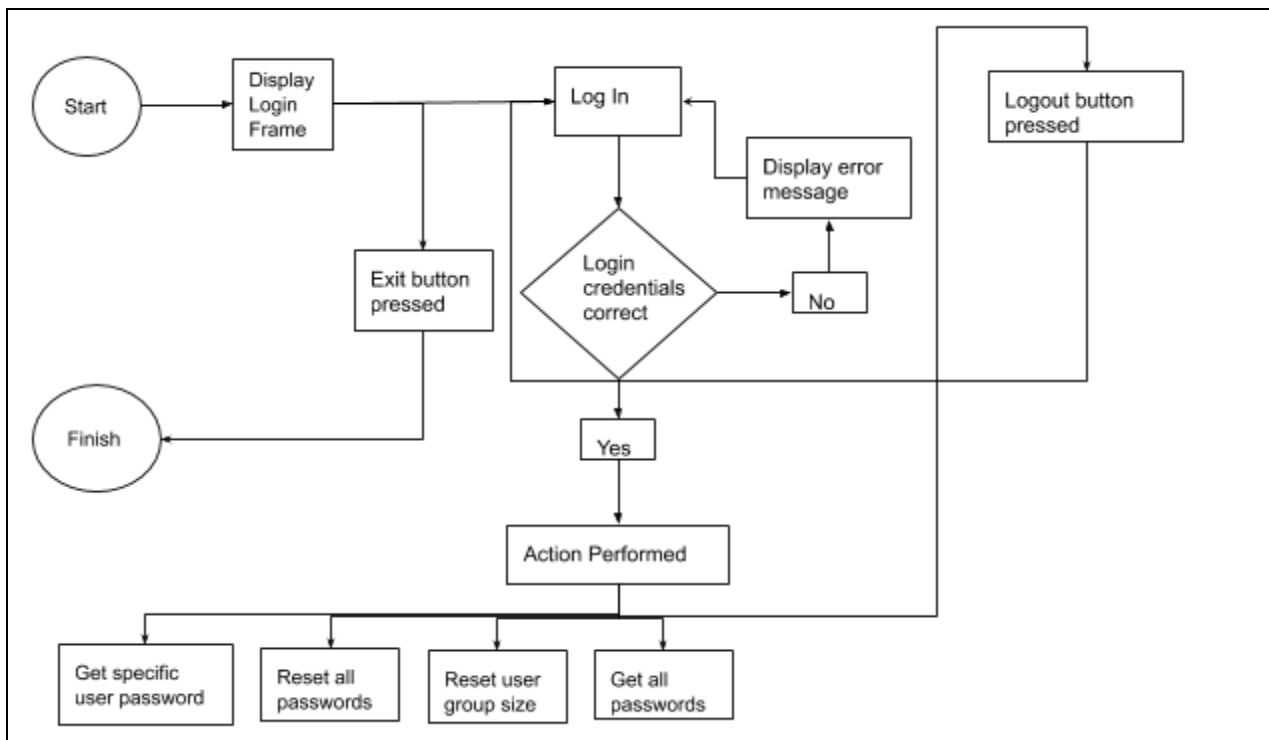 Start
Display
Login
Frame
Log In
Logout button
pressed
Display error
message
Exit button
pressed
Login
credentials
correct
No
Finish
Yes
Action Performed
Get specific
user password
Reset all
passwords
Reset user
group size
Get all
passwords